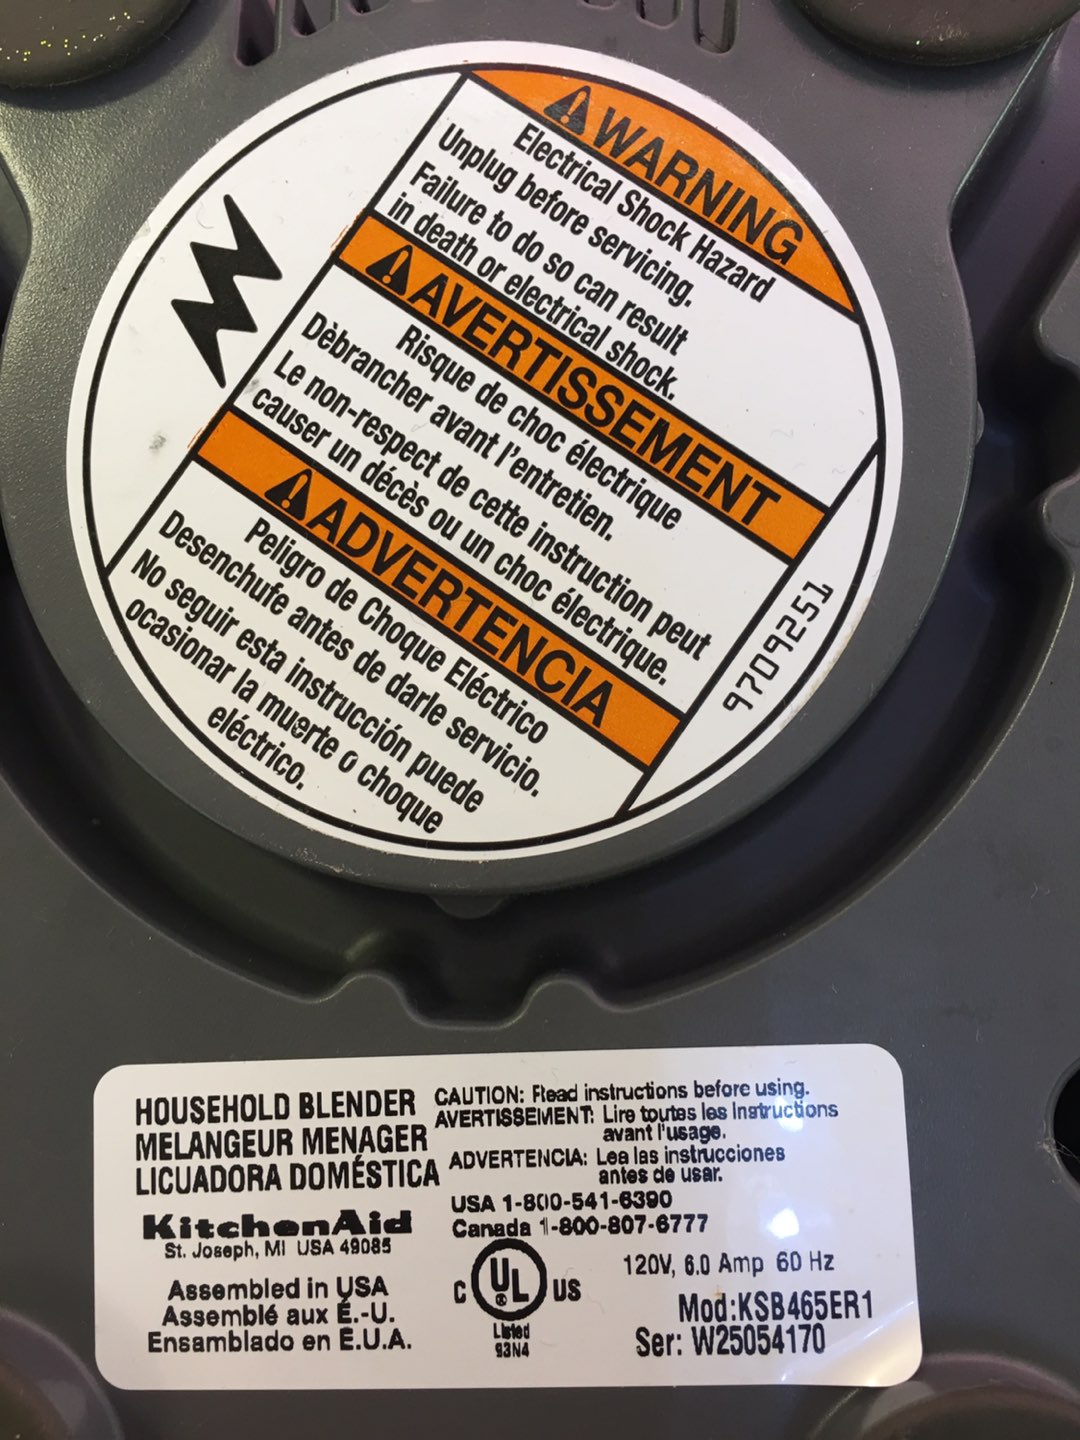 WARNING
Electrical Shock Hazard
Unplug before servicing.
Failure to do so can result
in death or electrical shock.
AVERTISSEMENT
Risque de choc électrique
Dèbrancher avant l'entretien.
Le non-respect de cette instruction peut
causer un décès ou un choc électrique.
ADVERTENCIA
Peligro de Choque Eléctrico
Desenchufe antes de darle servicio.
No seguir esta instrucción puede
ocasionar la muerte o choque
eléctrico.
9709251
HOUSEHOLD BLENDER
MELANGEUR MENAGER
LICUADORA DOMÉSTICA
KitchenAid
St. Joseph, MI USA 49085
Assembled in USA
Assemblé aux É.-U.
Ensamblado en E.U.A.
CAUTION: Read instructions before using.
AVERTISSEMENT: Lire toutes les Instructions
avant l'usage.
ADVERTENCIA: Lea las instrucciones
antes de usar.
USA 1-800-541-6390
Canada 1-800-807-6777
C UL ® US
Listed
93N4
120V, 6.0 Amp 60 Hz
Mod:KSB465ER1
Ser: W25054170